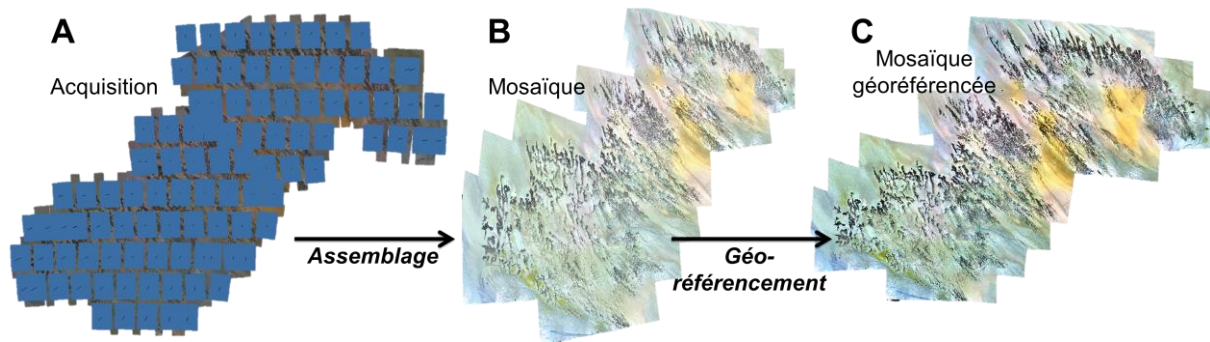 A
Acquisition
Assemblage
B
Mosaïque
Géo-
référencement
C
Mosaïque
géoréférencée